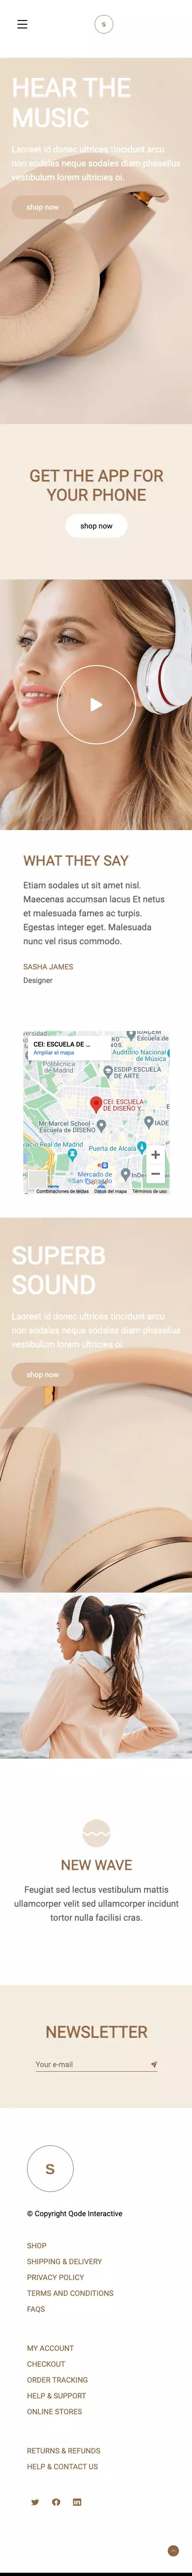 S
HEAR THE
MUSIC
Laoreet id donec ultrices tincidunt arcu
non aodales neque sodales diam phasellus
vestibulum lorem ultricies oi.
shop now
GET THE APP FOR
YOUR PHONE
shop now
WHAT THEY SAY
Etiam sodales ut sit amet nisl.
Maecenas accumsan lacus Et netus
et malesuada fames ac turpis.
Egestas integer eget. Malesuada
nunc vel risus commodo.
SASHA JAMES
Designer
CEI: ESCUELA DE ...
Ampliar el mapa
Escuela de
Politécnica
de Madrid
Auditorio Nacional
de Música
ESDIP ESCUELA
DE ARTE
CEI: ESCUELA
DE DISEÑO Y...
Mr.Marcel School -
Escuela de DISEÑO
IADE
Palacio Real de Madrid
Puerta de Alcalá
Mercado de
San Fernando
Google
Combinaciones de teclas
Datos del mapa
Términos de uso
SUPERB
SOUND
Laoreet id donec ultrices tincidunt arcu
non aodales neque sodales diam phasellus
vestibulum lorem ultricies oi.
shop now
NEW WAVE
Feugiat sed lectus vestibulum mattis
ullamcorper velit sed ullamcorper incidunt
tortor nulla facilisi cras.
NEWSLETTER
Your e-mail
S
© Copyright Qode Interactive
SHOP
SHIPPING & DELIVERY
PRIVACY POLICY
TERMS AND CONDITIONS
FAQS
MY ACCOUNT
CHECKOUT
ORDER TRACKING
HELP & SUPPORT
ONLINE STORES
RETURNS & REFUNDS
HELP & CONTACT US